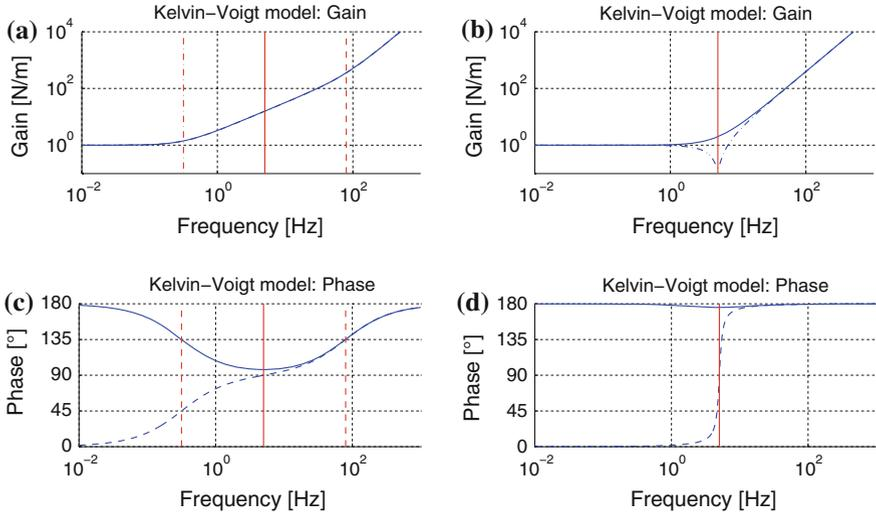 (a) Kelvin−Voigt model: Gain
Gain [N/m]
10^4
10^2
10^0
10^−2 10^0 10^2
Frequency [Hz]
(b) Kelvin−Voigt model: Gain
Gain [N/m]
10^4
10^2
10^0
10^−2 10^0 10^2
Frequency [Hz]
(c) Kelvin−Voigt model: Phase
Phase [°]
180
135
90
45
0
10^−2 10^0 10^2
Frequency [Hz]
(d) Kelvin−Voigt model: Phase
Phase [°]
180
135
90
45
0
10^−2 10^0 10^2
Frequency [Hz]